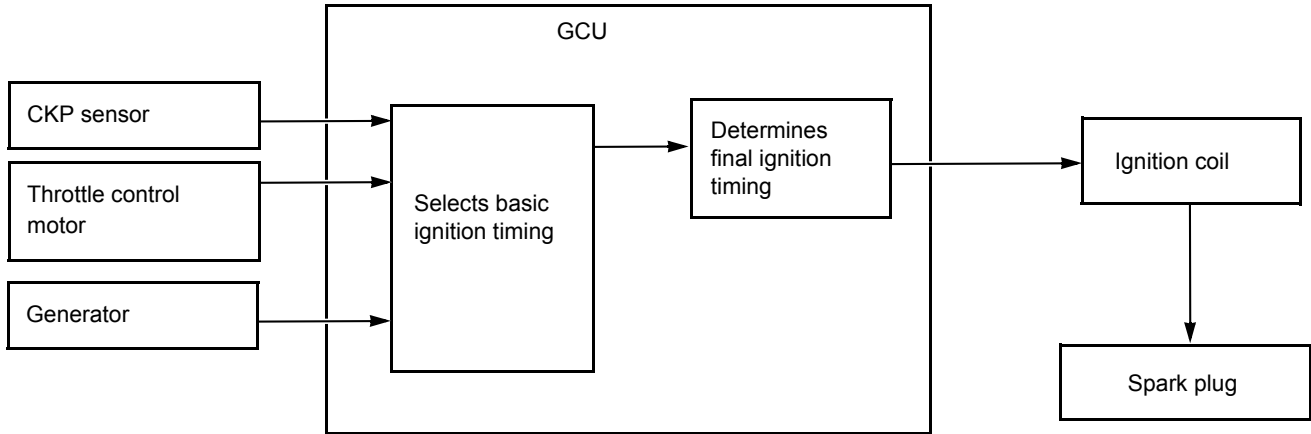 GCU
CKP sensor
Throttle control
motor
Generator
Selects basic
ignition timing
Determines
final ignition
timing
Ignition coil
Spark plug